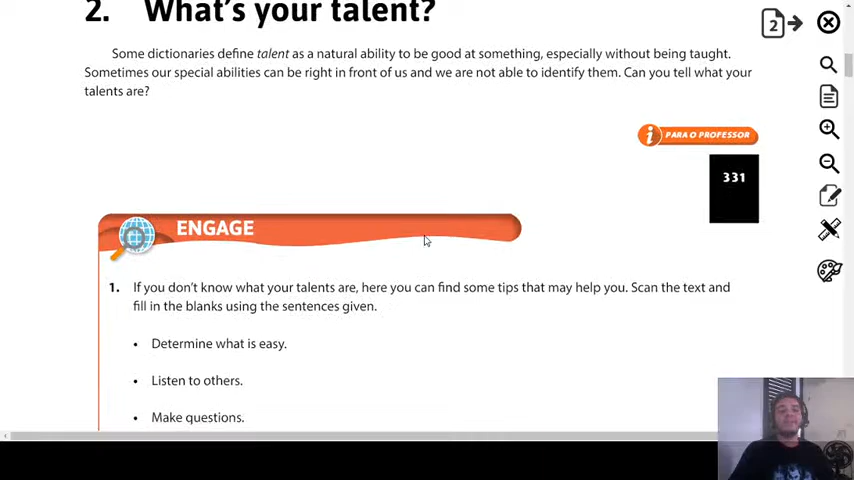 2. What's your talent?
Some dictionaries define talent as a natural ability to be good at something, especially without being taught.
Sometimes our special abilities can be right in front of us and we are not able to identify them. Can you tell what your
talents are?
2
PARA O PROFESSOR
331
ENGAGE
1. If you don't know what your talents are, here you can find some tips that may help you. Scan the text and
fill in the blanks using the sentences given.
• Determine what is easy.
• Listen to others.
• Make questions.